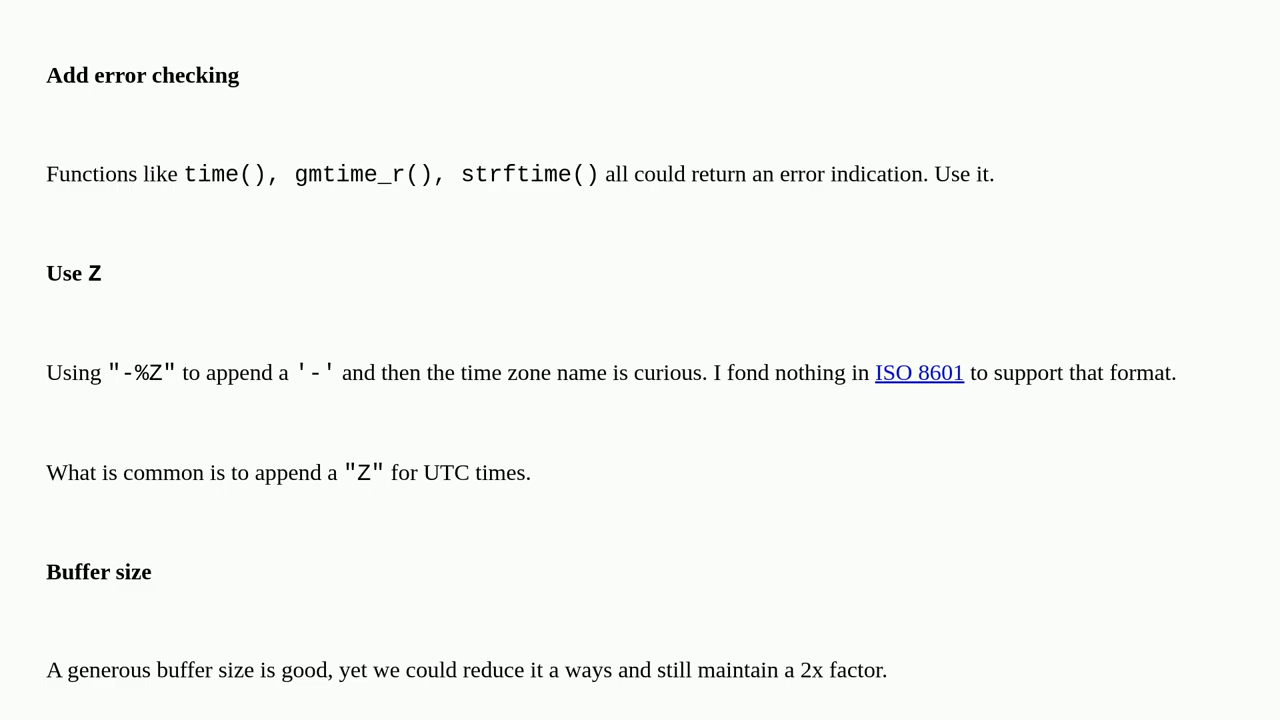 Add error checking
Functions like time(), gmtime_r(), strftime() all could return an error indication. Use it.
Use Z
Using "-%Z" to append a '-' and then the time zone name is curious. I fond nothing in ISO 8601 to support that format.
What is common is to append a "Z" for UTC times.
Buffer size
A generous buffer size is good, yet we could reduce it a ways and still maintain a 2x factor.